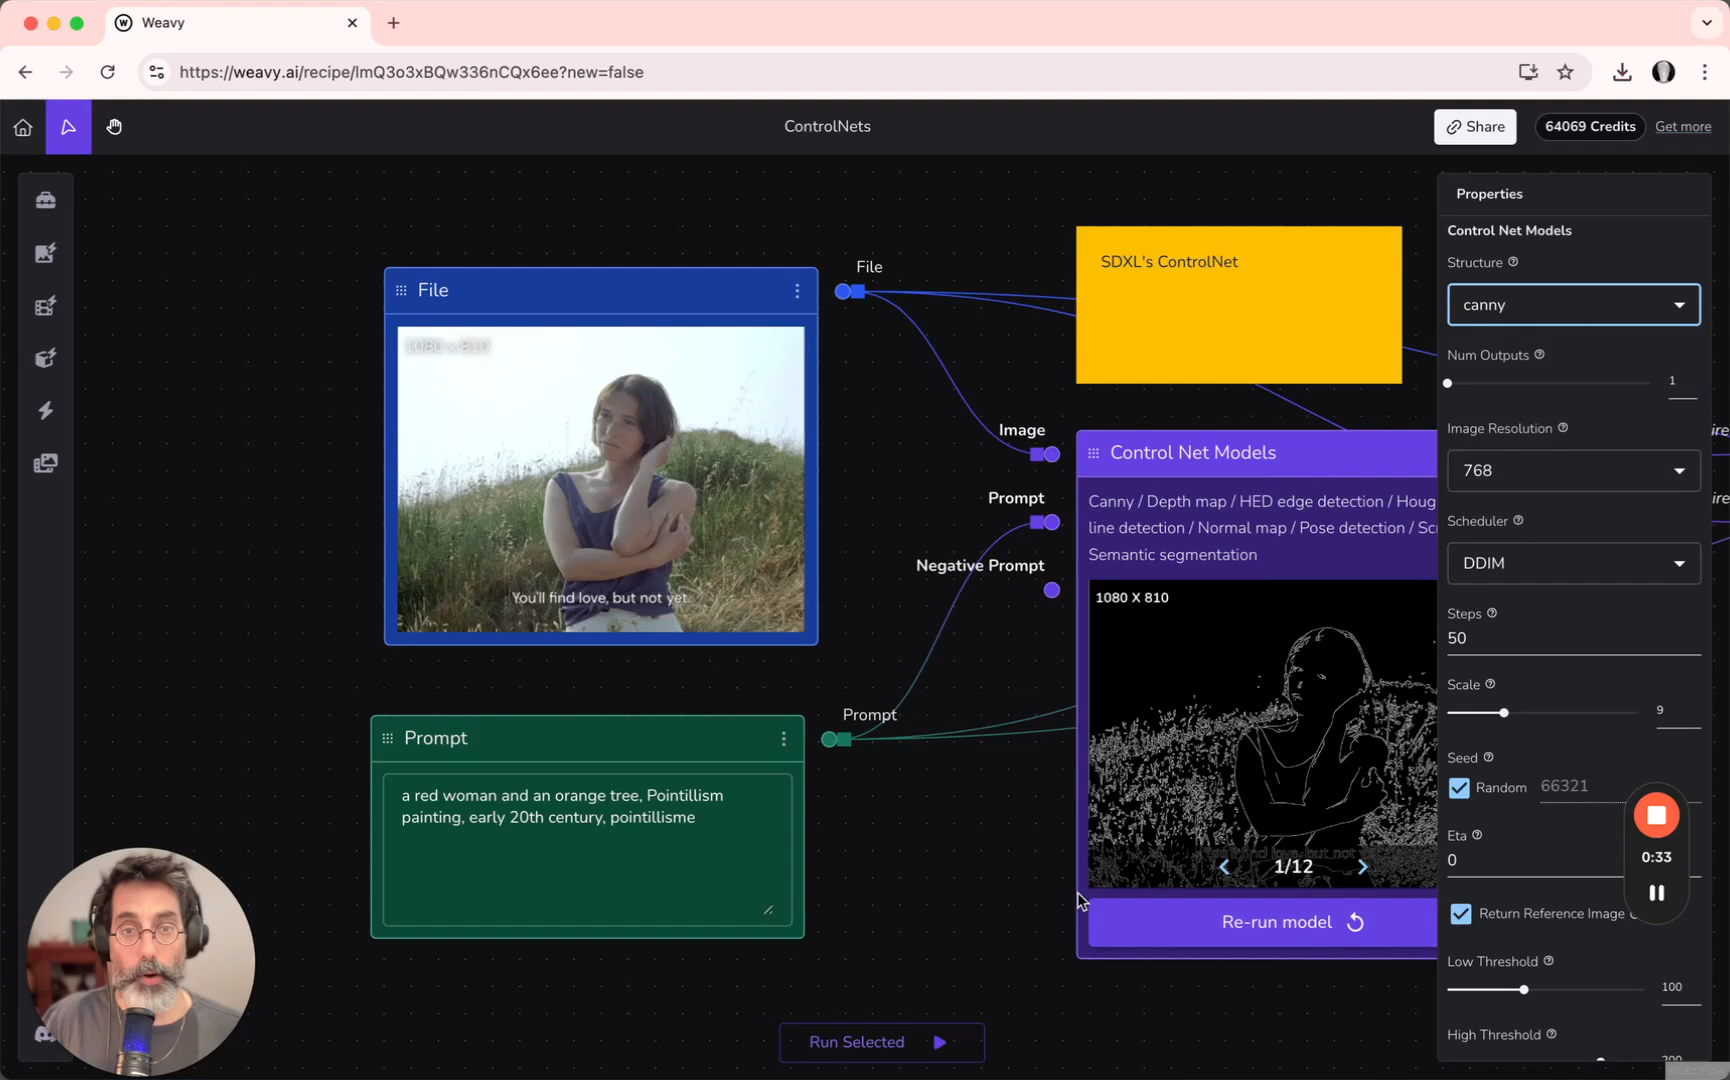 Weavy
https://weavy.ai/recipe/lmQ3o3xBQw336nCQx6ee?new=false
ControlNets
Share
64069 Credits
Get more
File
1080 x 810
You'll find love, but not yet.
File
Prompt
a red woman and an orange tree, Pointillism
painting, early 20th century, pointillisme
Prompt
SDXL's ControlNet
Image
Prompt
Negative Prompt
Control Net Models
Canny / Depth map / HED edge detection / Houg
line detection / Normal map / Pose detection / Scr
Semantic segmentation
1080 X 810
1/12
Re-run model
Run Selected
Properties
Control Net Models
Structure
canny
Num Outputs
1
Image Resolution
768
Scheduler
DDIM
Steps
50
Scale
9
Seed
Random 66321
Eta
0
Return Reference Image
Low Threshold
100
High Threshold
200
0:33